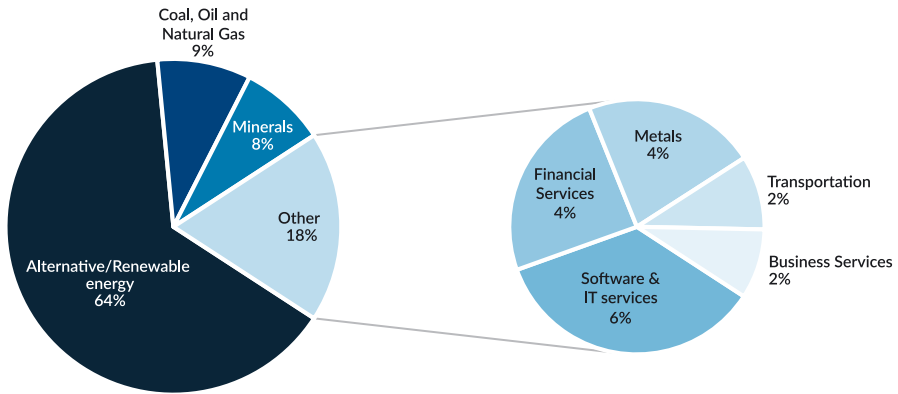 Coal, Oil and
Natural Gas
9%
Minerals
8%
Other
18%
Alternative/Renewable
energy
64%
Metals
4%
Financial
Services
4%
Transportation
2%
Business Services
2%
Software &
IT services
6%